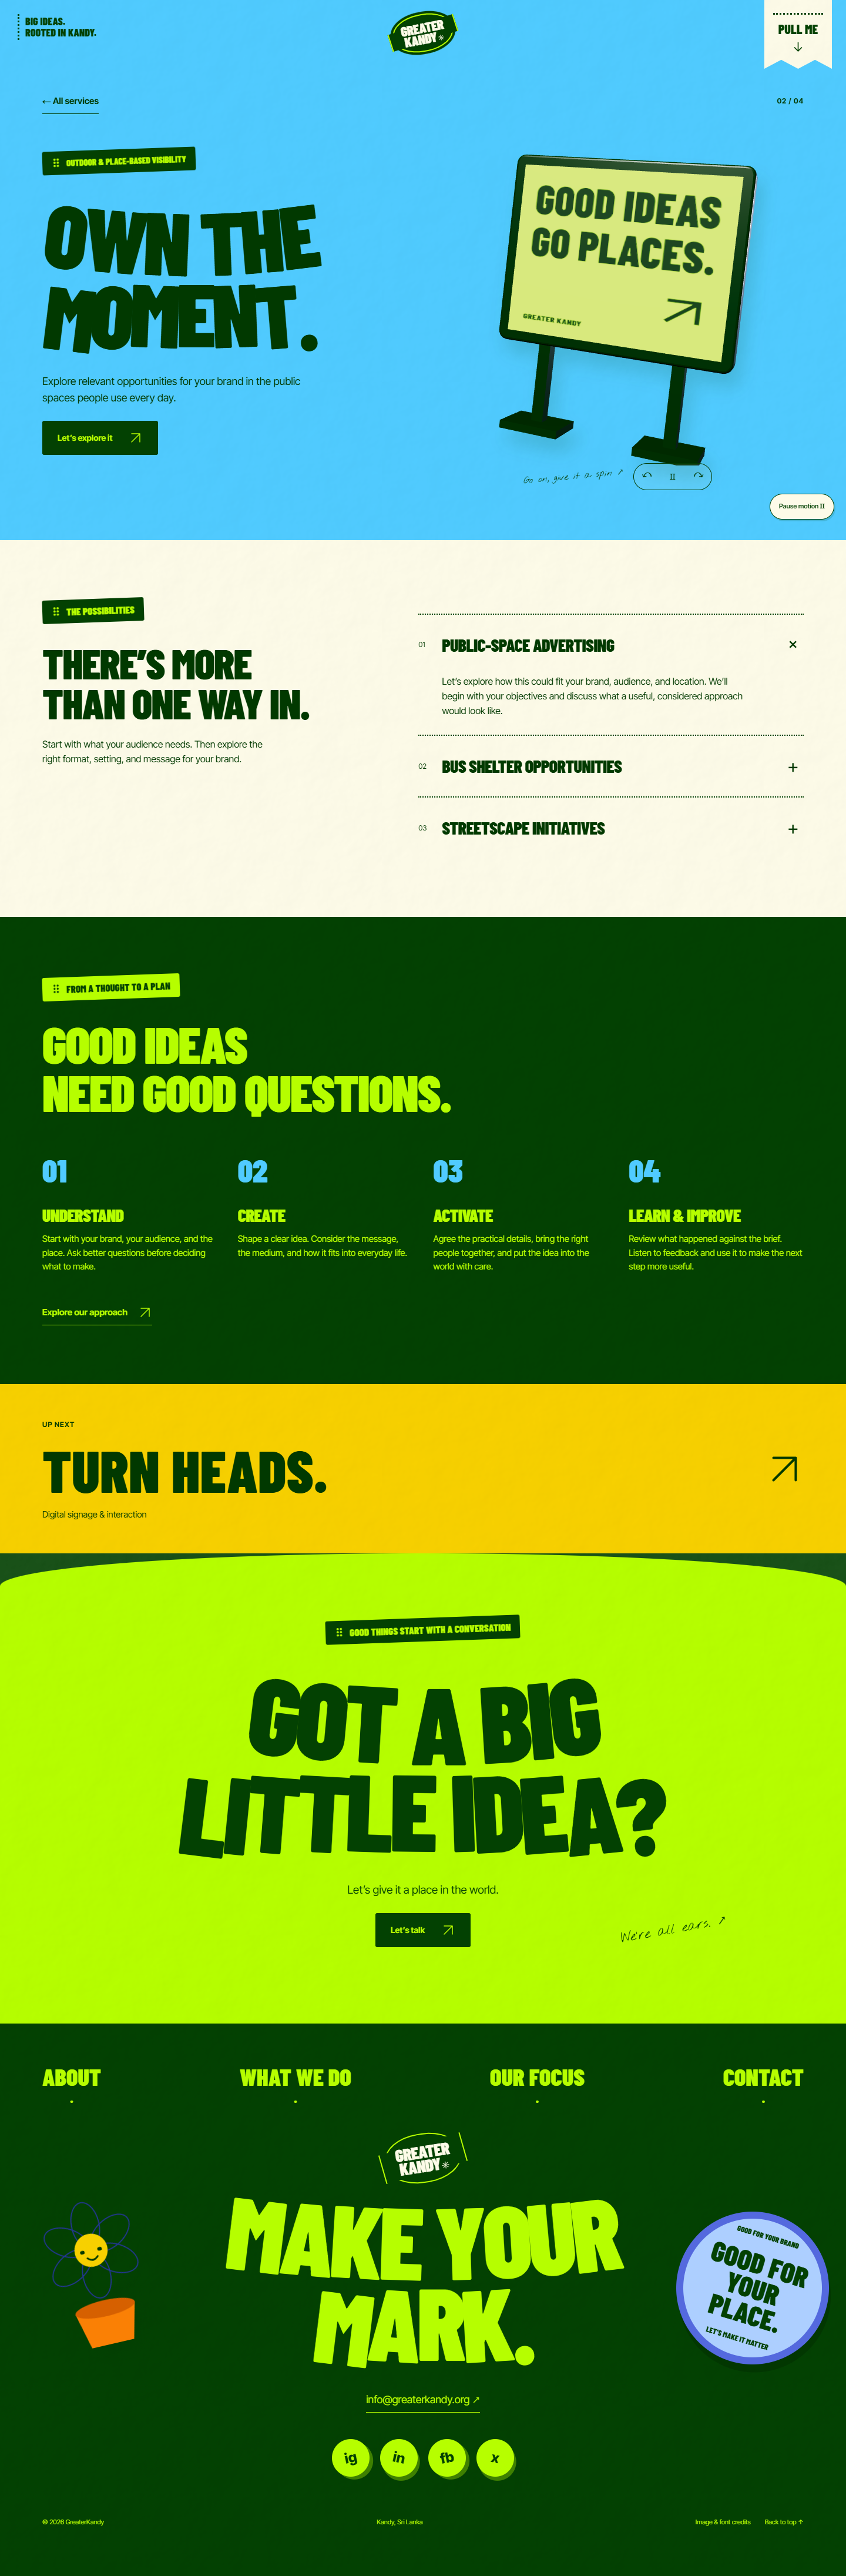 BIG IDEAS.
ROOTED IN KANDY.
GREATER
KANDY
PULL ME
↓
← All services
02 / 04
OUTDOOR & PLACE-BASED VISIBILITY
OWN THE
MOMENT.
Explore relevant opportunities for your brand in the public
spaces people use every day.
Let's explore it
GOOD IDEAS
GO PLACES.
GREATER KANDY
Go on, give it a spin ↗
Pause motion II
THE POSSIBILITIES
THERE'S MORE
THAN ONE WAY IN.
Start with what your audience needs. Then explore the
right format, setting, and message for your brand.
01 PUBLIC-SPACE ADVERTISING ×
Let's explore how this could fit your brand, audience, and location. We'll
begin with your objectives and discuss what a useful, considered approach
would look like.
02 BUS SHELTER OPPORTUNITIES +
03 STREETSCAPE INITIATIVES +
FROM A THOUGHT TO A PLAN
GOOD IDEAS
NEED GOOD QUESTIONS.
01
UNDERSTAND
Start with your brand, your audience, and the
place. Ask better questions before deciding
what to make.
02
CREATE
Shape a clear idea. Consider the message,
the medium, and how it fits into everyday life.
03
ACTIVATE
Agree the practical details, bring the right
people together, and put the idea into the
world with care.
04
LEARN & IMPROVE
Review what happened against the brief.
Listen to feedback and use it to make the next
step more useful.
Explore our approach
UP NEXT
TURN HEADS.
Digital signage & interaction
GOOD THINGS START WITH A CONVERSATION
GOT A BIG
LITTLE IDEA?
Let's give it a place in the world.
Let's talk
We're all ears. ↗
ABOUT
WHAT WE DO
OUR FOCUS
CONTACT
GREATER
KANDY
MAKE YOUR
MARK.
GOOD FOR YOUR BRAND
GOOD FOR
YOUR
PLACE.
LET'S MAKE IT MATTER
info@greaterkandy.org ↗
ig
in
fb
x
© 2026 GreaterKandy
Kandy, Sri Lanka
Image & font credits
Back to top ↑